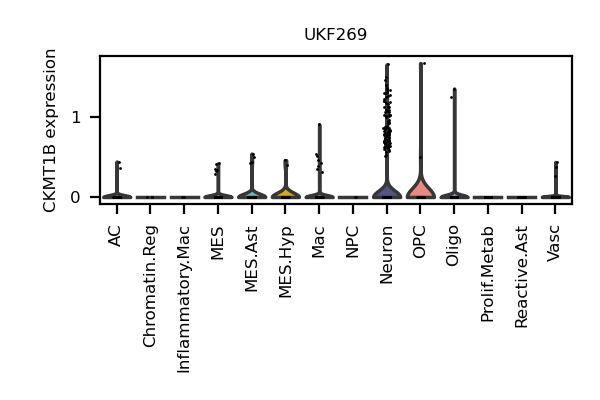 UKF269
CKMT1B expression
1
0
AC
Chromatin.Reg
Inflammatory.Mac
MES
MES.Ast
MES.Hyp
Mac
NPC
Neuron
OPC
Oligo
Prolif.Metab
Reactive.Ast
Vasc